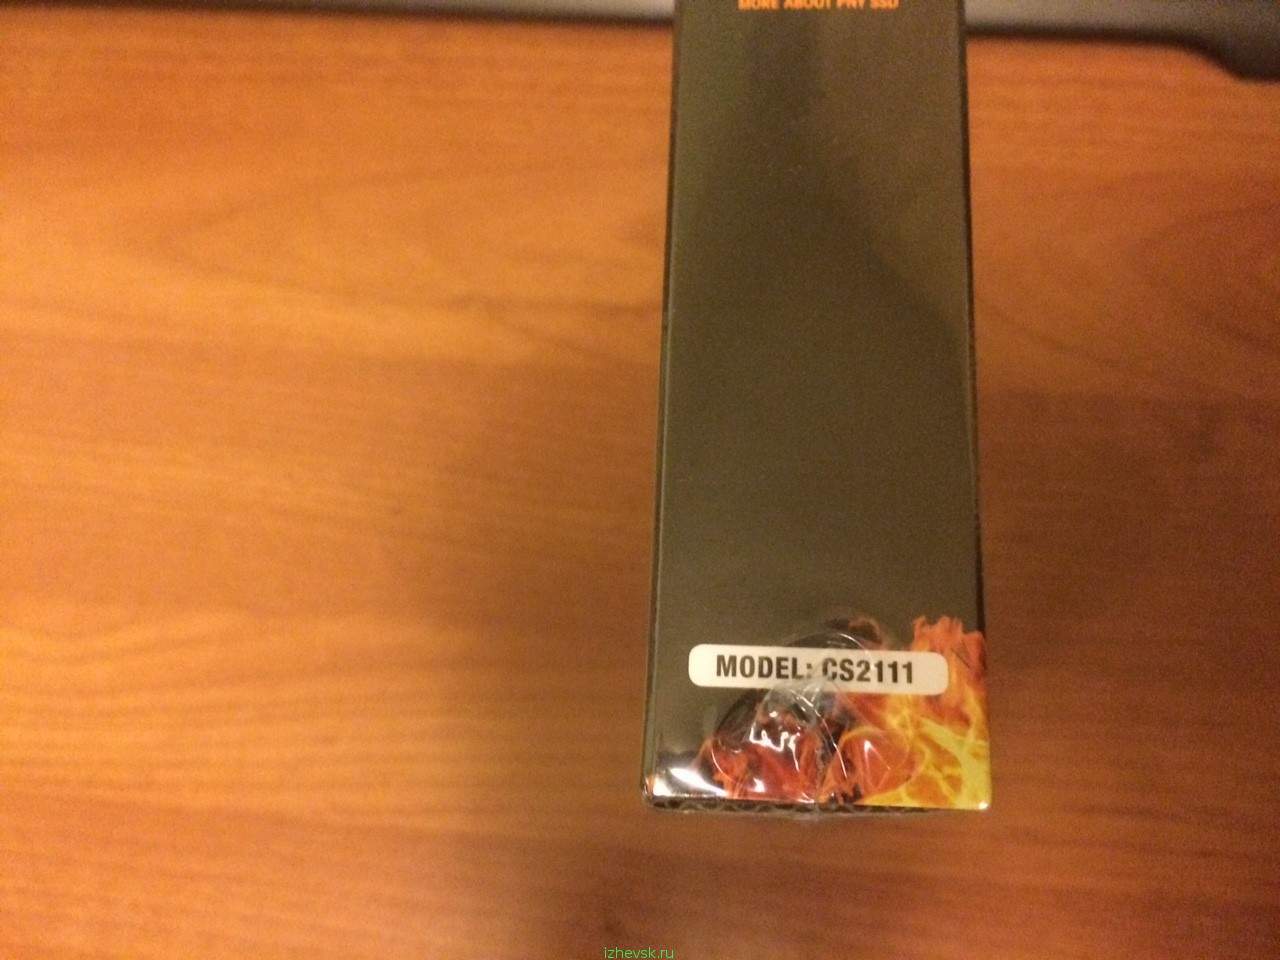 MORE ABOUT PNY SSD
MODEL: CS2111
izhevsk.ru